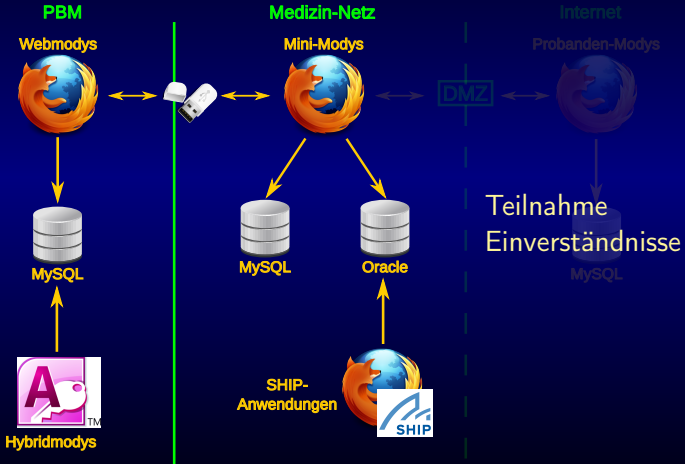 PBM
Medizin-Netz
Internet
Webmodys
Mini-Modys
Probanden-Modys
DMZ
Teilnahme
Einverständnisse
MySQL
MySQL
Oracle
MySQL
A
TM
SHIP-
Anwendungen
SHIP
Hybridmodys